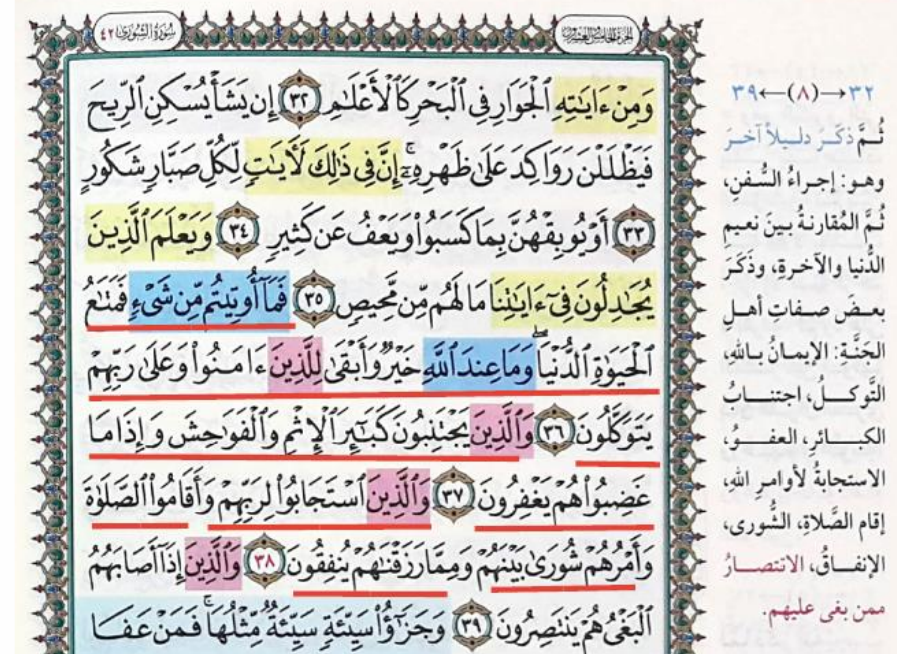 الجزء الخامس والعشرون
سورة الشورى ٤٢
وَمِنْ ءَايَٰتِهِ ٱلْجَوَارِ فِى ٱلْبَحْرِ كَٱلْأَعْلَٰمِ ٣٢ إِن يَشَأْ يُسْكِنِ ٱلرِّيحَ
فَيَظْلَلْنَ رَوَاكِدَ عَلَىٰ ظَهْرِهِۦٓ ۚ إِنَّ فِى ذَٰلِكَ لَأٓيَٰتٍ لِّكُلِّ صَبَّارٍ شَكُورٍ
٣٣ أَوْ يُوبِقْهُنَّ بِمَا كَسَبُوا۟ وَيَعْفُ عَن كَثِيرٍ ٣٤ وَيَعْلَمَ ٱلَّذِينَ
يُجَٰدِلُونَ فِىٓ ءَايَٰتِنَا مَا لَهُم مِّن مَّحِيصٍ ٣٥ فَمَآ أُوتِيتُم مِّن شَىْءٍ فَمَتَٰعُ
ٱلْحَيَوٰةِ ٱلدُّنْيَا ۖ وَمَا عِندَ ٱللَّهِ خَيْرٌ وَأَبْقَىٰ لِلَّذِينَ ءَامَنُوا۟ وَعَلَىٰ رَبِّهِمْ
يَتَوَكَّلُونَ ٣٦ وَٱلَّذِينَ يَجْتَنِبُونَ كَبَٰٓئِرَ ٱلْإِثْمِ وَٱلْفَوَٰحِشَ وَإِذَا مَا
غَضِبُوا۟ هُمْ يَغْفِرُونَ ٣٧ وَٱلَّذِينَ ٱسْتَجَابُوا۟ لِرَبِّهِمْ وَأَقَامُوا۟ ٱلصَّلَوٰةَ
وَأَمْرُهُمْ شُورَىٰ بَيْنَهُمْ وَمِمَّا رَزَقْنَٰهُمْ يُنفِقُونَ ٣٨ وَٱلَّذِينَ إِذَآ أَصَابَهُمُ
ٱلْبَغْىُ هُمْ يَنتَصِرُونَ ٣٩ وَجَزَٰٓؤُا۟ سَيِّئَةٍ سَيِّئَةٌ مِّثْلُهَا ۖ فَمَنْ عَفَا
٣٢→(٨)←٣٩
ثُمَّ ذكَرَ دليلاً آخرَ
وهو: إجراءُ السُّفنِ،
ثُمَّ المُقارنةُ بينَ نعيمِ
الدُّنيا والآخرةِ، وذَكَرَ
بعضَ صفاتِ أهلِ
الجَنَّةِ: الإيمانُ باللهِ،
التَّوكلُ، اجتنابُ
الكبائرِ، العفوُ،
الاستجابةُ لأوامرِ اللهِ،
إقام الصَّلاةِ، الشُّورى،
الإنفاقُ، الانتصارُ
ممن بغى عليهم.